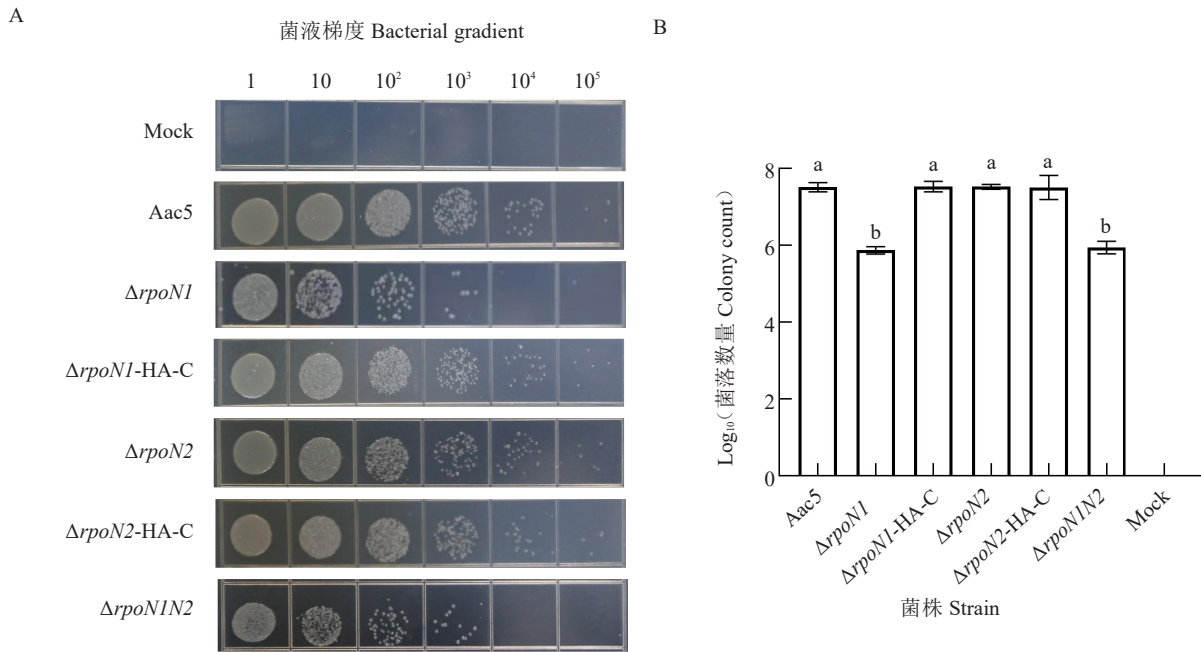 A
菌液梯度 Bacterial gradient
1 10 10² 10³ 10⁴ 10⁵
Mock
Aac5
ΔrpoN1
ΔrpoN1-HA-C
ΔrpoN2
ΔrpoN2-HA-C
ΔrpoN1N2
B
Log₁₀(菌落数量 Colony count)
8
6
4
2
0
a
b
a
a
a
b
Aac5
ΔrpoN1
ΔrpoN1-HA-C
ΔrpoN2
ΔrpoN2-HA-C
ΔrpoN1N2
Mock
菌株 Strain